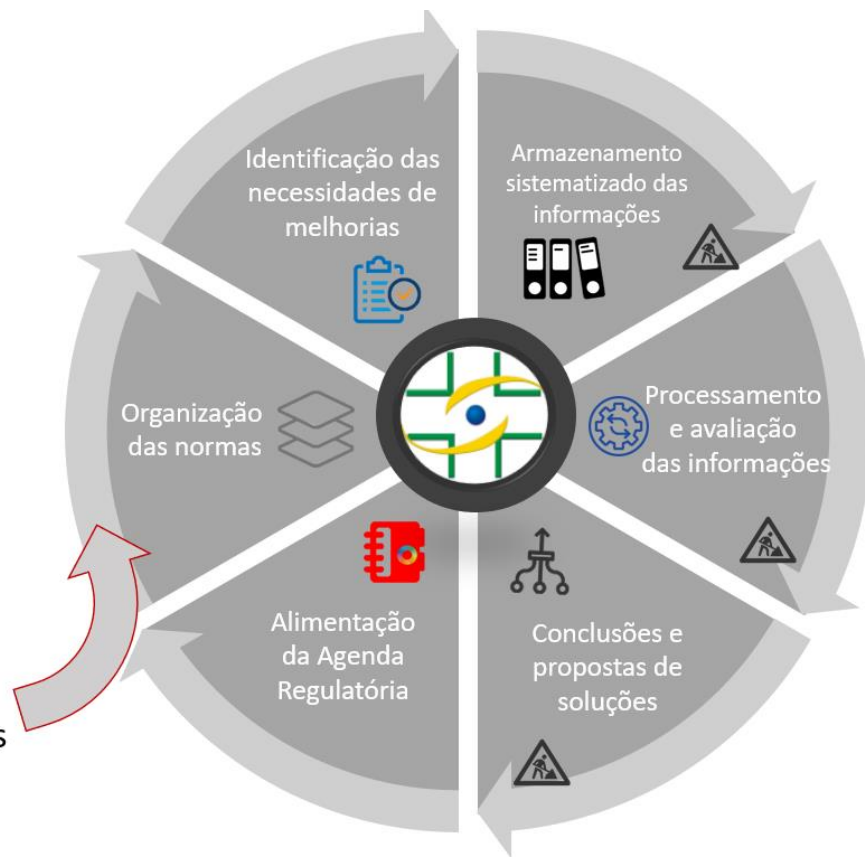 Identificação das
necessidades de
melhorias
Armazenamento
sistematizado das
informações
Processamento
e avaliação
das informações
Conclusões e
propostas de
soluções
Alimentação
da Agenda
Regulatória
Organização
das normas
s